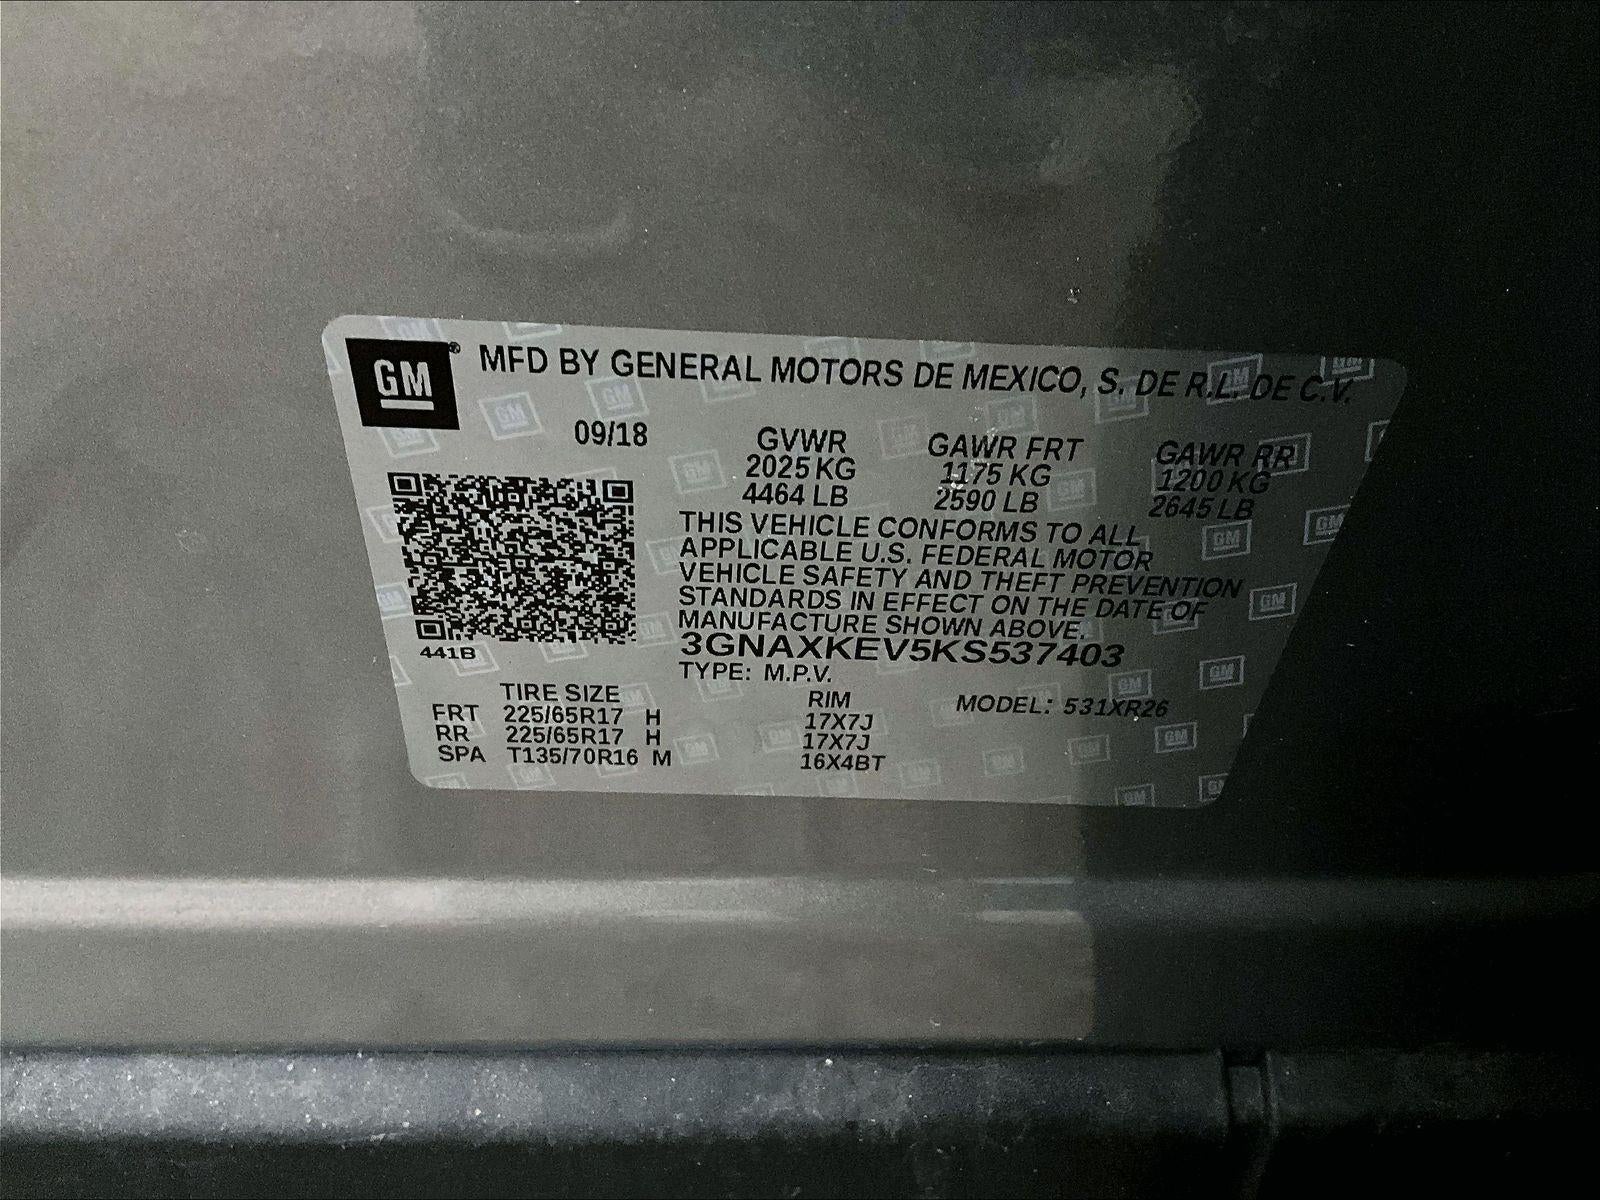 GM® MFD BY GENERAL MOTORS DE MEXICO, S. DE R.L. DE C.V.
09/18 GVWR GAWR FRT GAWR RR
2025 KG 1175 KG 1200 KG
4464 LB 2590 LB 2645 LB
THIS VEHICLE CONFORMS TO ALL
APPLICABLE U.S. FEDERAL MOTOR
VEHICLE SAFETY AND THEFT PREVENTION
STANDARDS IN EFFECT ON THE DATE OF
MANUFACTURE SHOWN ABOVE.
3GNAXKEV5KS537403
441B
TYPE: M.P.V.
TIRE SIZE RIM MODEL: 531XR26
FRT 225/65R17 H 17X7J
RR 225/65R17 H 17X7J
SPA T135/70R16 M 16X4BT